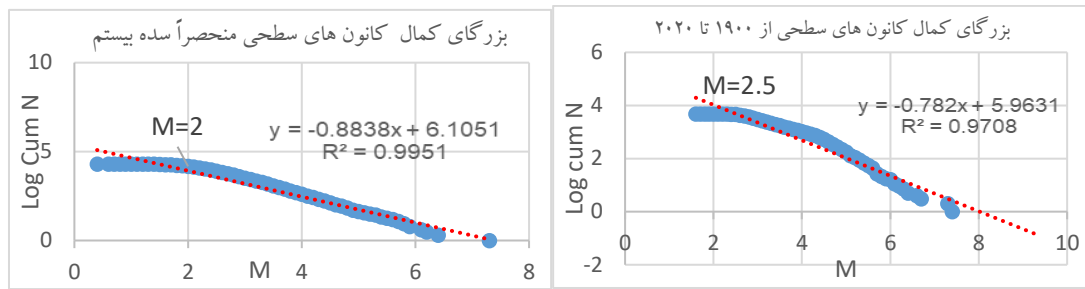 بزرگای کمال کانون های سطحی منحصراً سده بیستم
10
5
0
0 2 4 6 8
Log Cum N
M
M=2
y = -0.8838x + 6.1051
R² = 0.9951
بزرگای کمال کانون های سطحی از ۱۹۰۰ تا ۲۰۲۰
6
4
2
0
-2
0 2 4 6 8 10
Log cum N
M
M=2.5
y = -0.782x + 5.9631
R² = 0.9708